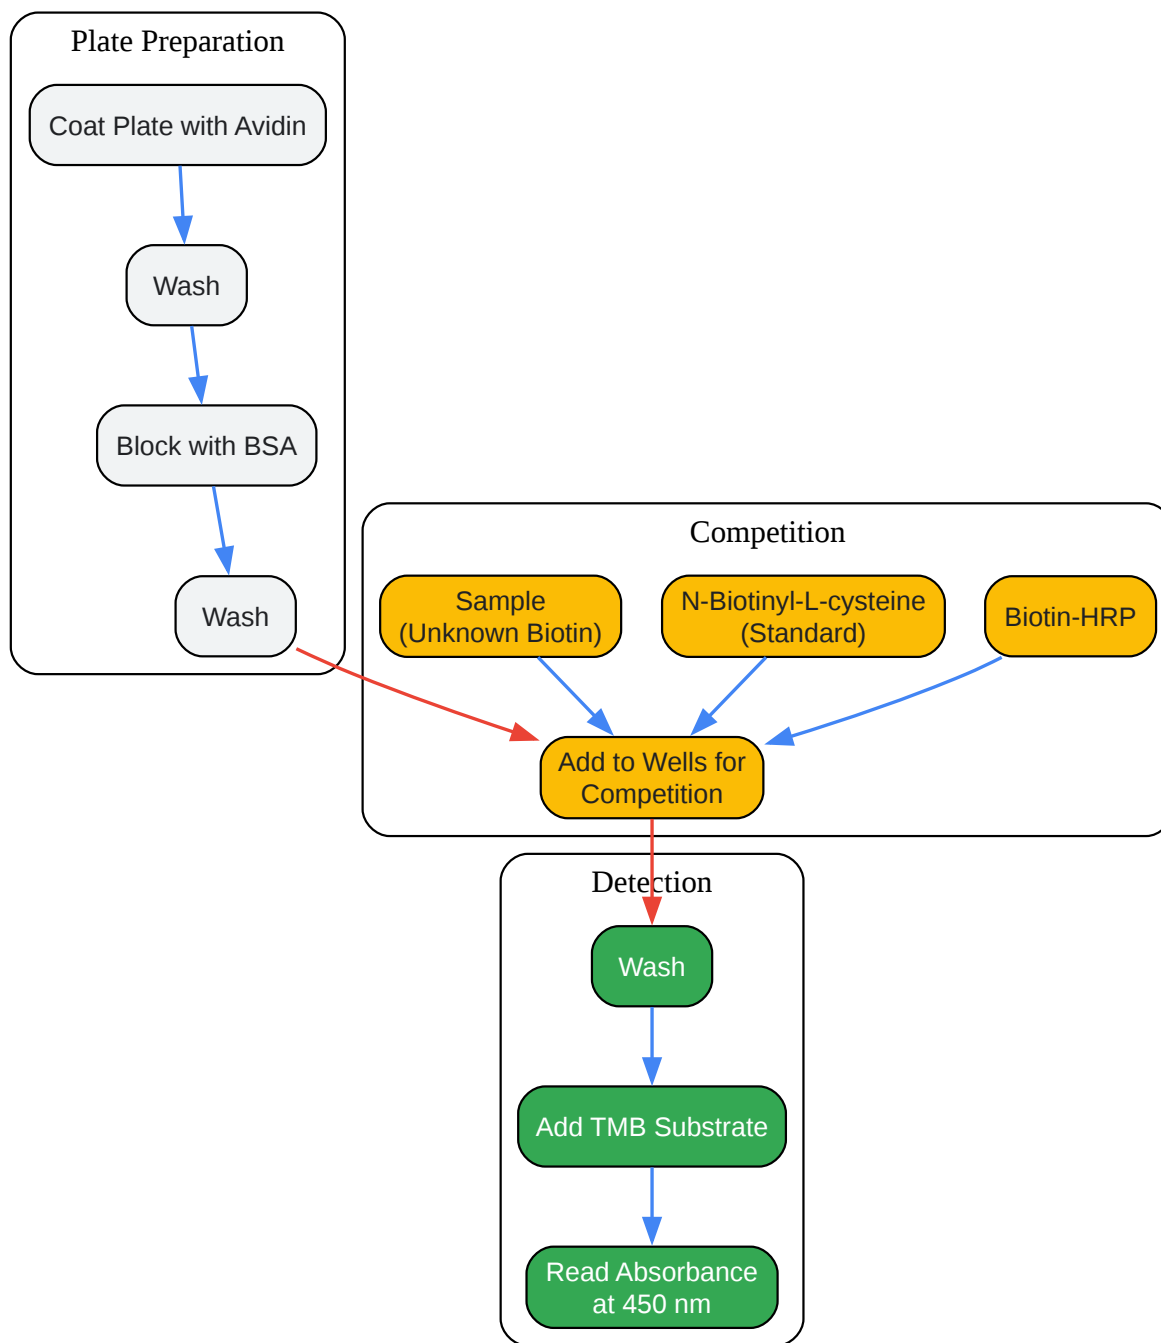 Plate Preparation
Coat Plate with Avidin
Wash
Block with BSA
Wash
Competition
Sample
(Unknown Biotin)
N-Biotinyl-L-cysteine
(Standard)
Biotin-HRP
Add to Wells for
Competition
Detection
Wash
Add TMB Substrate
Read Absorbance
at 450 nm